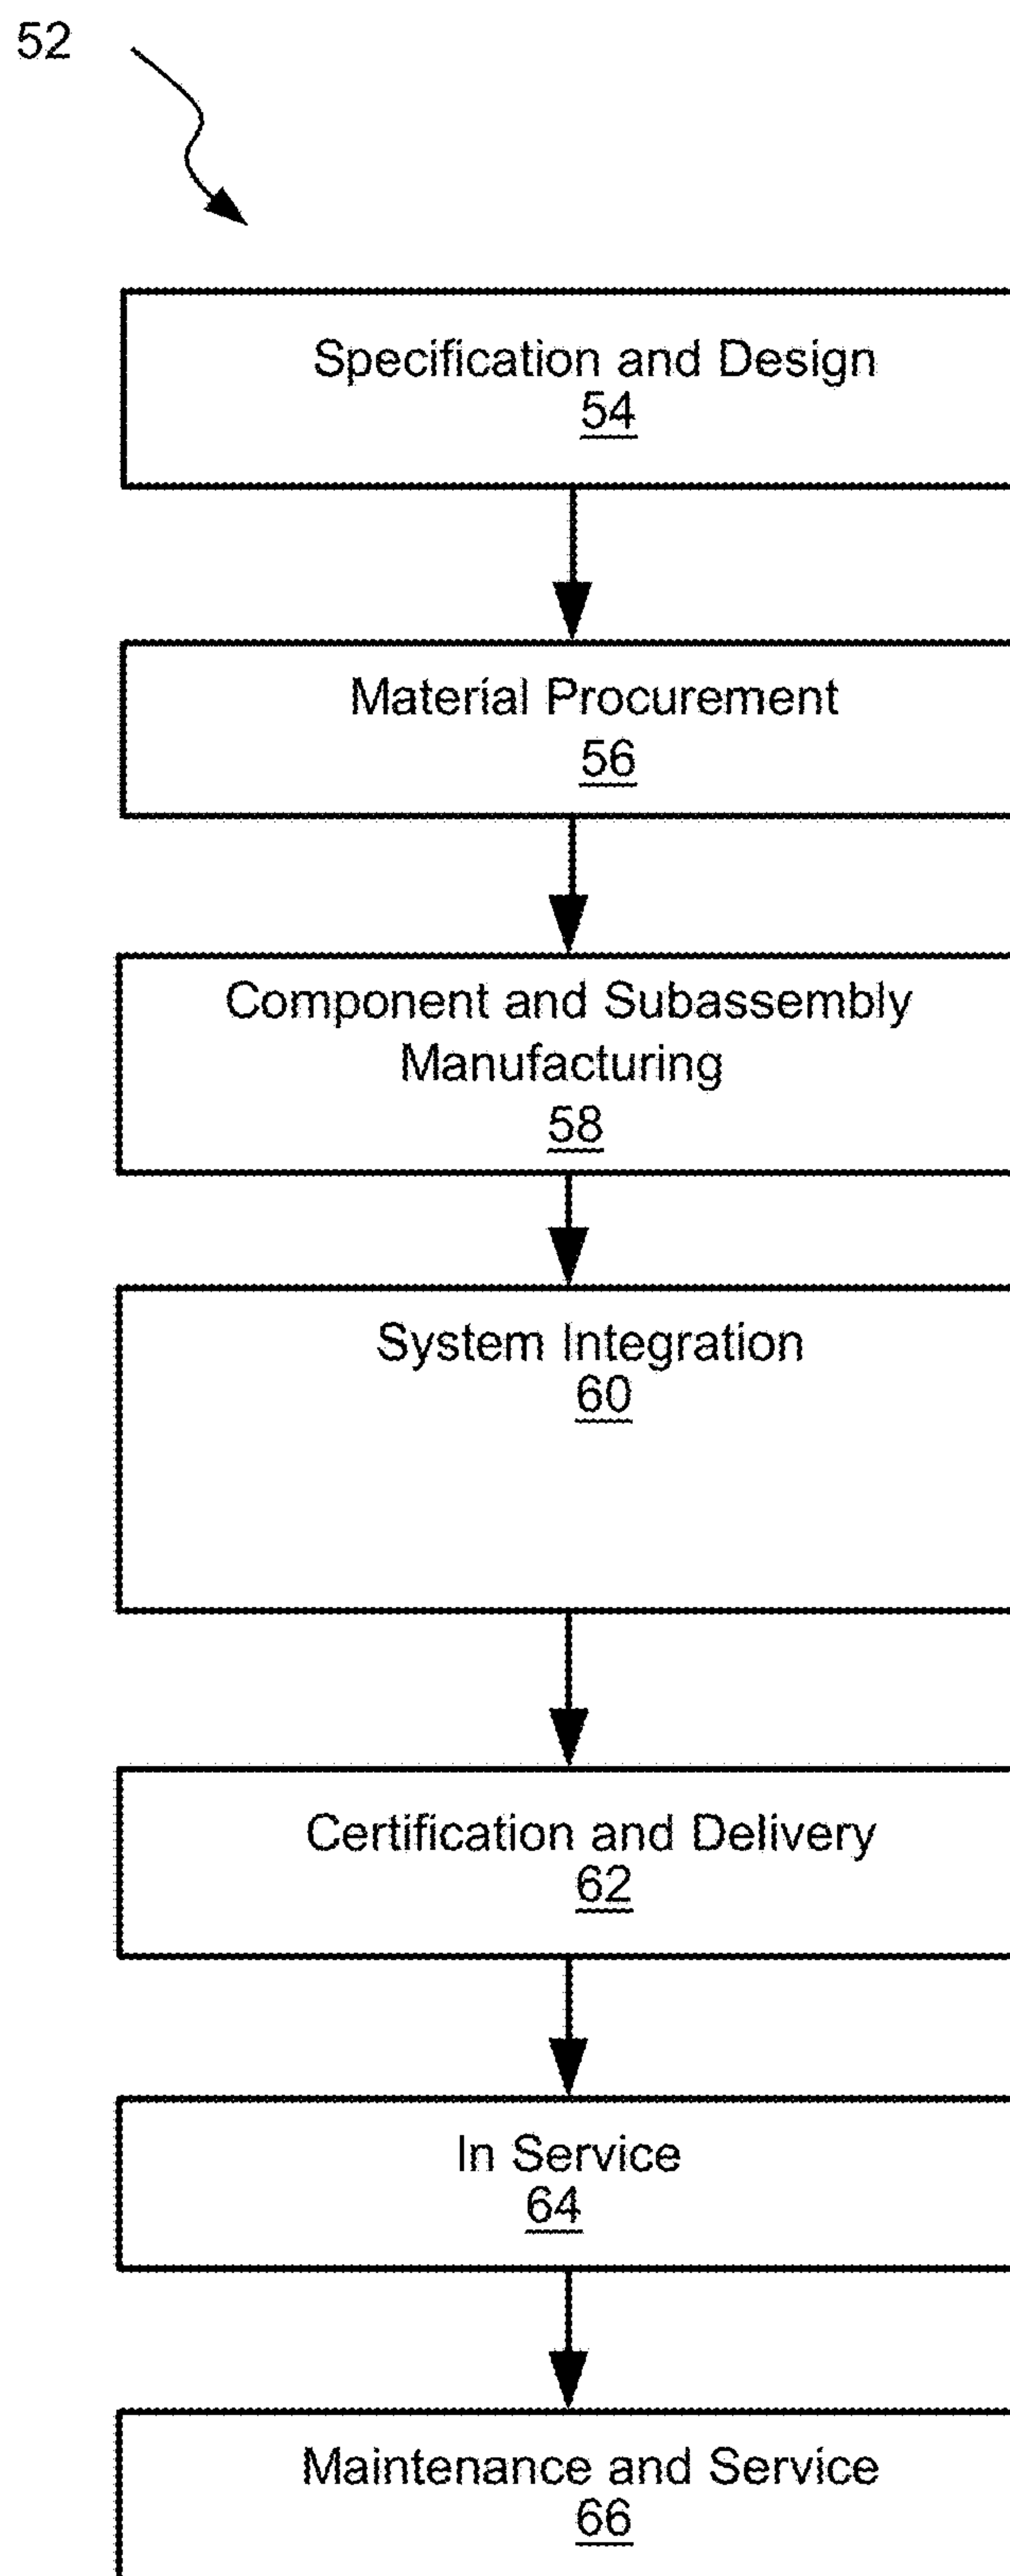 52
Specification and Design
54
Material Procurement
56
Component and Subassembly
Manufacturing
58
System Integration
60
Certification and Delivery
62
In Service
64
Maintenance and Service
66